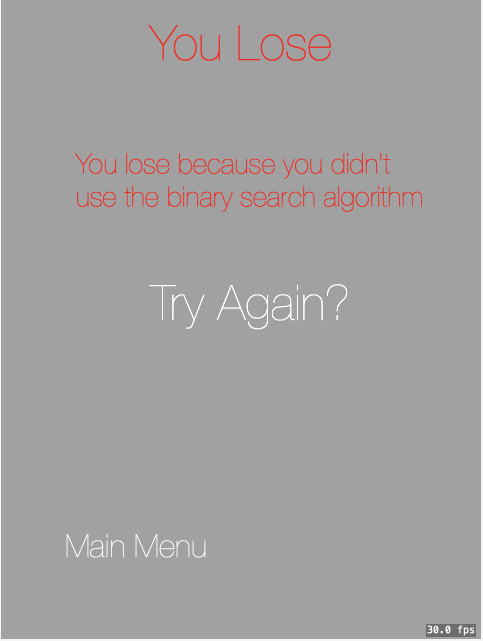 You Lose
You lose because you didn't
use the binary search algorithm
Try Again?
Main Menu
30.0 fps